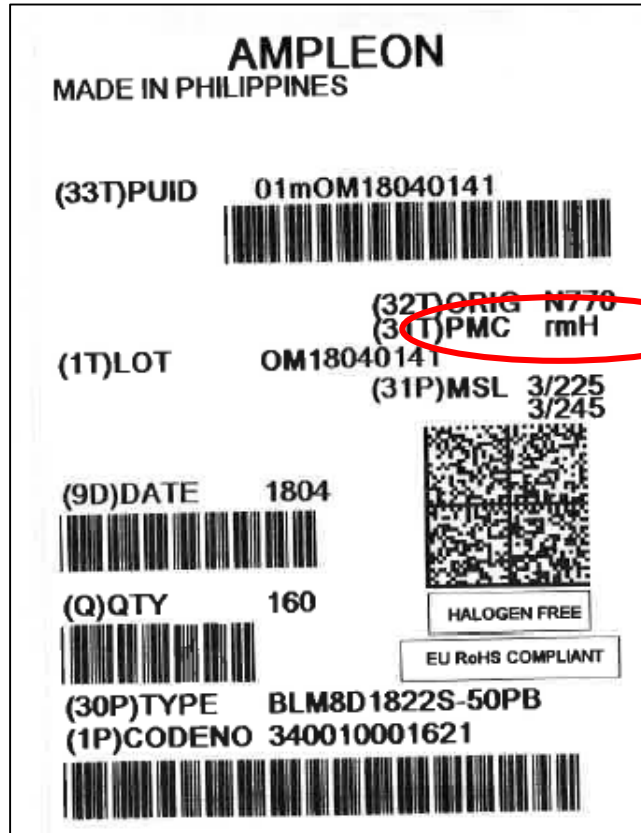 AMPLEON
MADE IN PHILIPPINES
(33T)PUID 01mOM18040141
(32T)ORIG N770
(31T)PMC rmH
(1T)LOT OM18040141
(31P)MSL 3/225
3/245
(9D)DATE 1804
(Q)QTY 160
HALOGEN FREE
EU RoHS COMPLIANT
(30P)TYPE BLM8D1822S-50PB
(1P)CODENO 340010001621